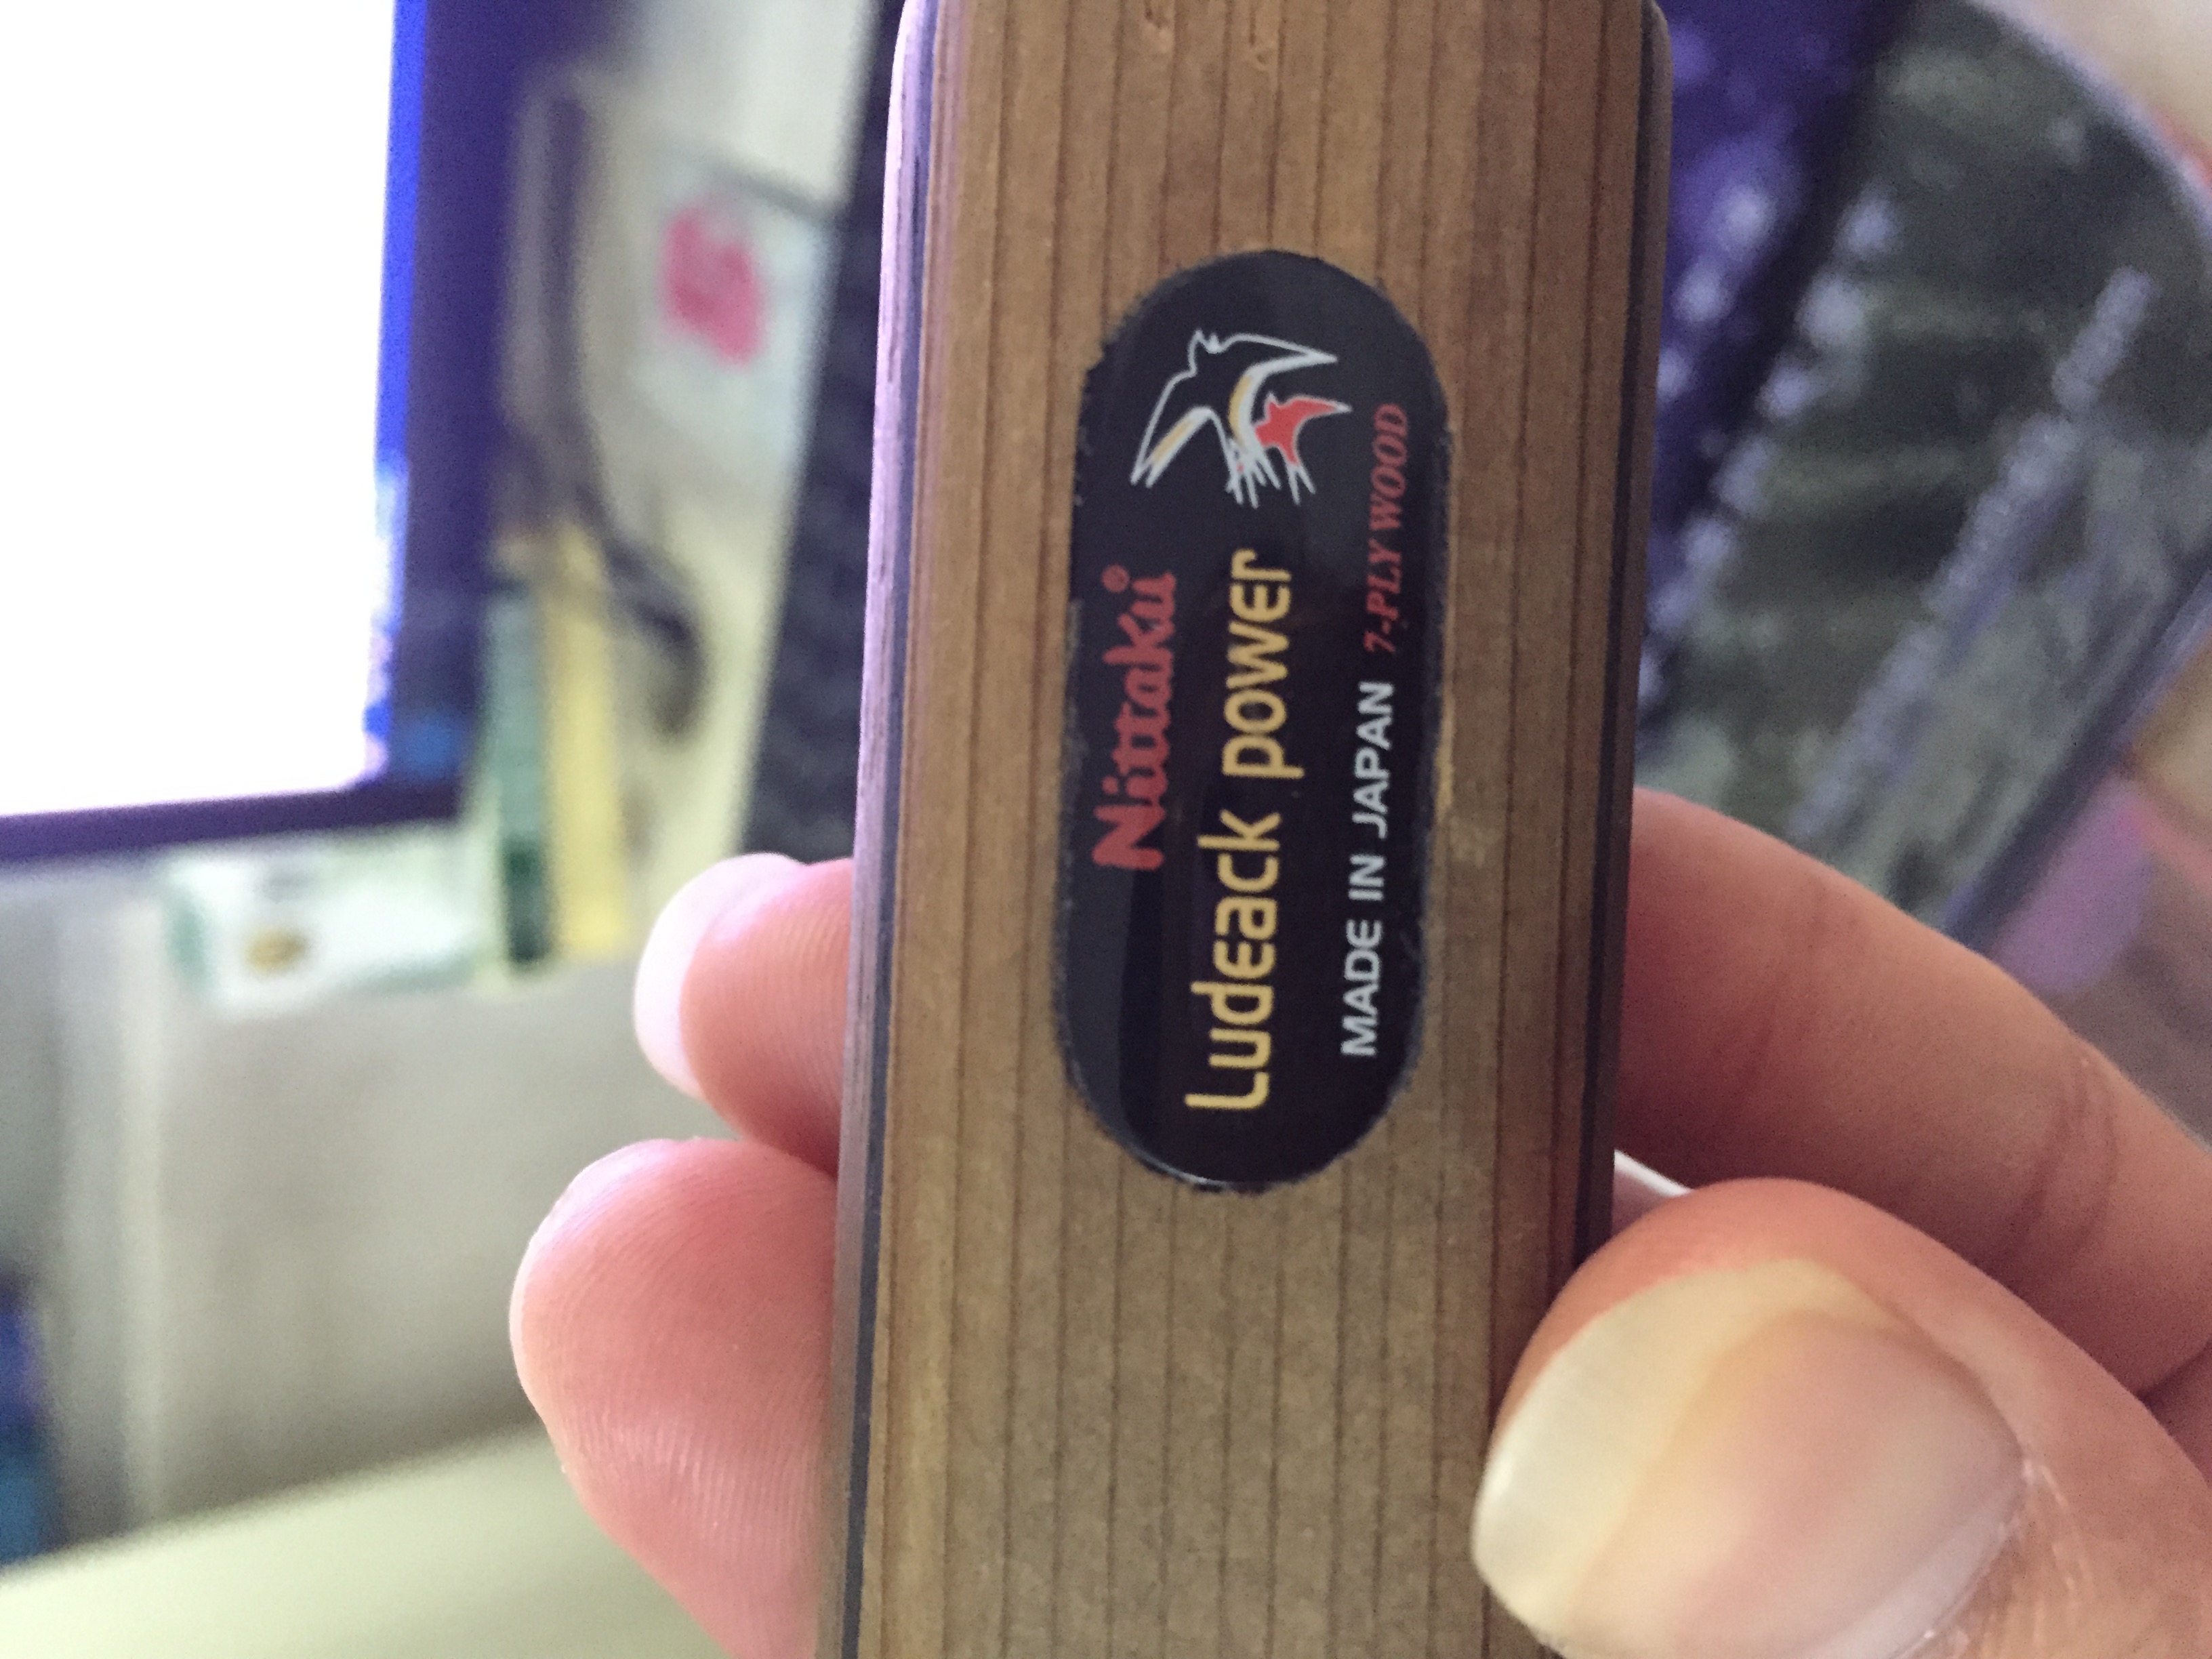 Nittaku®
Ludeack power
MADE IN JAPAN 7-PLY WOOD